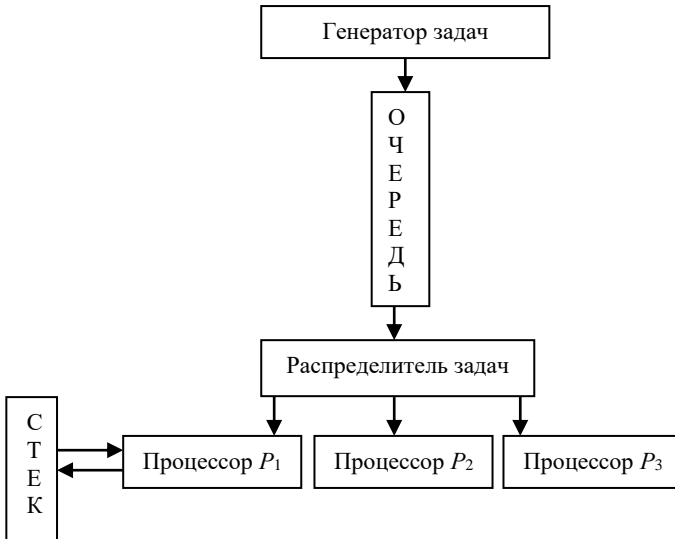 Генератор задач
О
Ч
Е
Р
Е
Д
Ь
Распределитель задач
С
Т
Е
К
Процессор P1
Процессор P2
Процессор P3